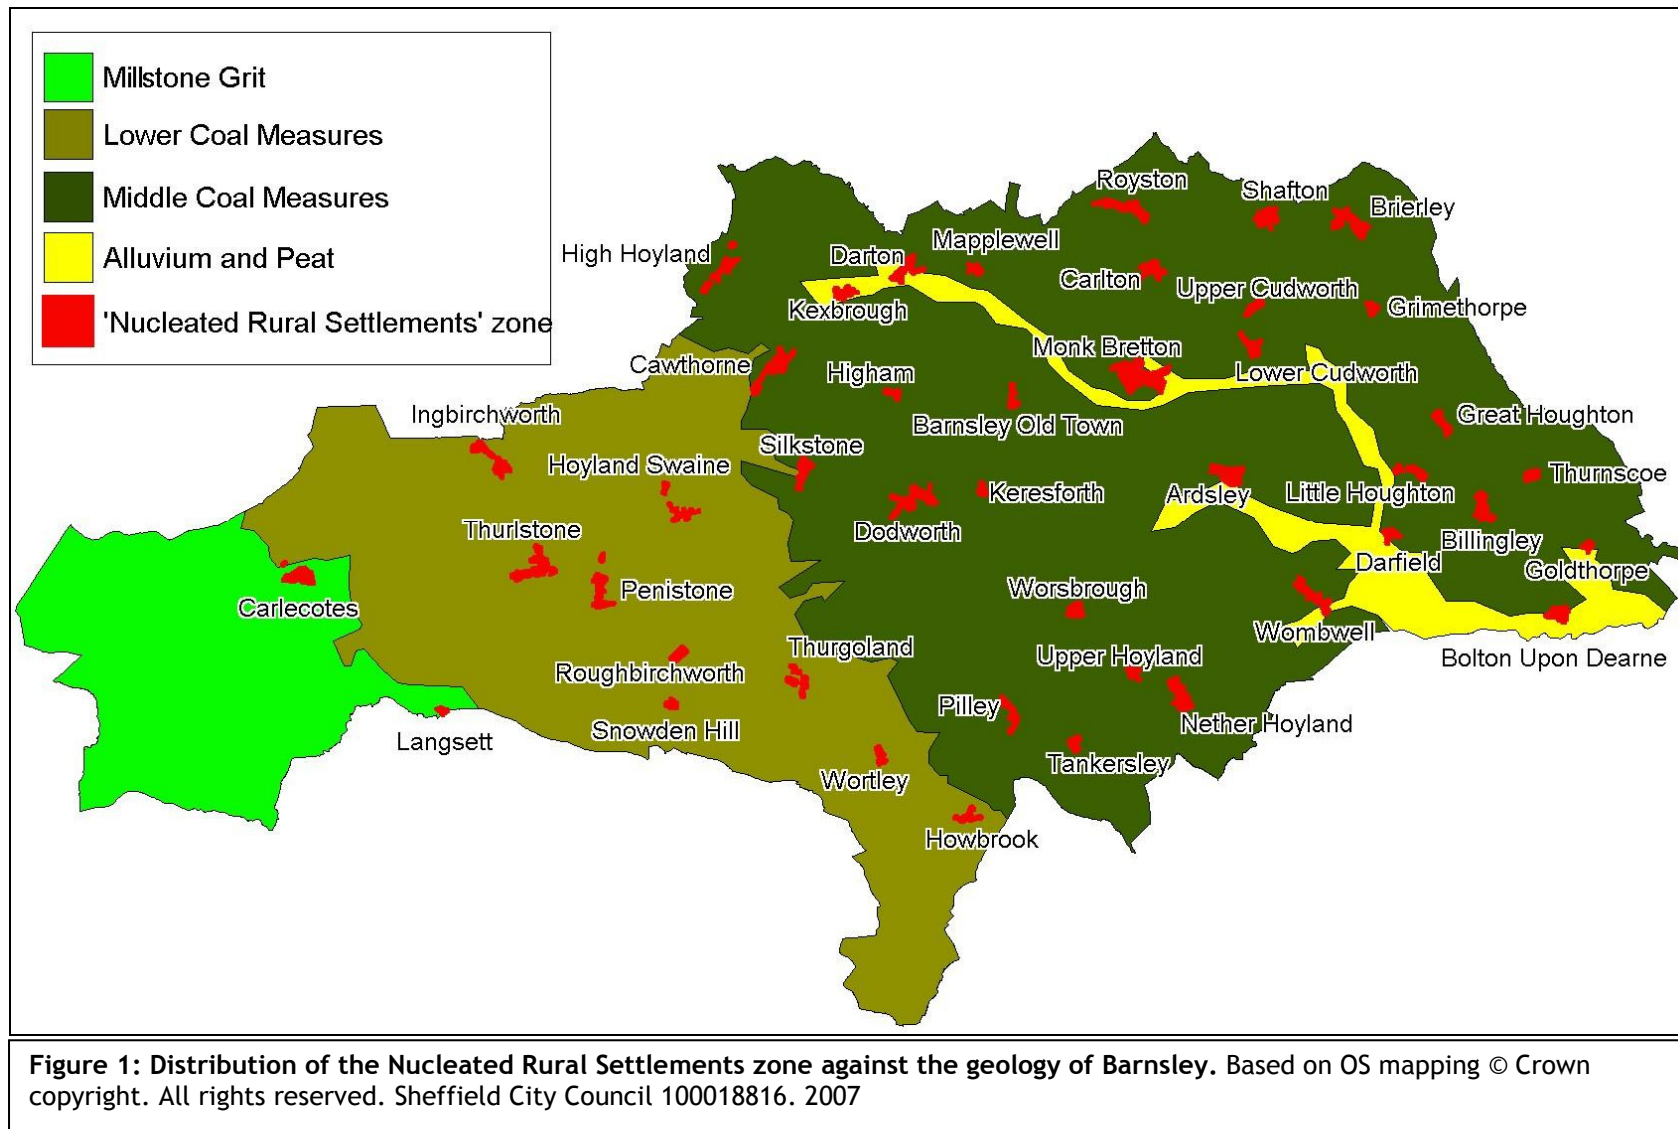 Millstone Grit
Lower Coal Measures
Middle Coal Measures
Alluvium and Peat
'Nucleated Rural Settlements' zone
Royston
Shafton
Brierley
High Hoyland
Darton
Mapplewell
Carlton
Upper Cudworth
Grimethorpe
Kexbrough
Monk Bretton
Cawthorne
Higham
Lower Cudworth
Ingbirchworth
Barnsley Old Town
Great Houghton
Silkstone
Hoyland Swaine
Keresforth
Ardsley
Little Houghton
Thurnscoe
Thurlstone
Dodworth
Billingley
Darfield
Goldthorpe
Carlecotes
Penistone
Worsbrough
Wombwell
Thurgoland
Upper Hoyland
Bolton Upon Dearne
Roughbirchworth
Pilley
Nether Hoyland
Snowden Hill
Langsett
Tankersley
Wortley
Howbrook
Figure 1: Distribution of the Nucleated Rural Settlements zone against the geology of Barnsley. Based on OS mapping © Crown
copyright. All rights reserved. Sheffield City Council 100018816. 2007